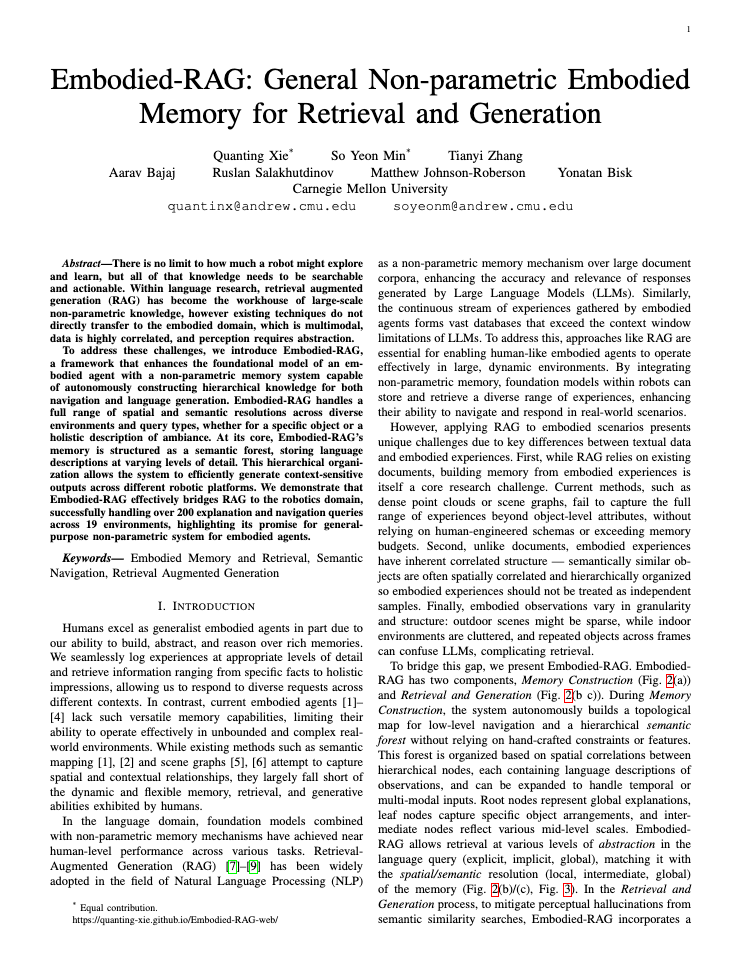 1
Embodied-RAG: General Non-parametric Embodied
Memory for Retrieval and Generation
Quanting Xie* So Yeon Min* Tianyi Zhang
Aarav Bajaj Ruslan Salakhutdinov Matthew Johnson-Roberson Yonatan Bisk
Carnegie Mellon University
quantinx@andrew.cmu.edu soyeonm@andrew.cmu.edu
Abstract—There is no limit to how much a robot might explore
and learn, but all of that knowledge needs to be searchable
and actionable. Within language research, retrieval augmented
generation (RAG) has become the workhouse of large-scale
non-parametric knowledge, however existing techniques do not
directly transfer to the embodied domain, which is multimodal,
data is highly correlated, and perception requires abstraction.
To address these challenges, we introduce Embodied-RAG,
a framework that enhances the foundational model of an em-
bodied agent with a non-parametric memory system capable
of autonomously constructing hierarchical knowledge for both
navigation and language generation. Embodied-RAG handles a
full range of spatial and semantic resolutions across diverse
environments and query types, whether for a specific object or a
holistic description of ambiance. At its core, Embodied-RAG's
memory is structured as a semantic forest, storing language
descriptions at varying levels of detail. This hierarchical organi-
zation allows the system to efficiently generate context-sensitive
outputs across different robotic platforms. We demonstrate that
Embodied-RAG effectively bridges RAG to the robotics domain,
successfully handling over 200 explanation and navigation queries
across 19 environments, highlighting its promise for general-
purpose non-parametric system for embodied agents.
Keywords— Embodied Memory and Retrieval, Semantic
Navigation, Retrieval Augmented Generation
I. INTRODUCTION
Humans excel as generalist embodied agents in part due to
our ability to build, abstract, and reason over rich memories.
We seamlessly log experiences at appropriate levels of detail
and retrieve information ranging from specific facts to holistic
impressions, allowing us to respond to diverse requests across
different contexts. In contrast, current embodied agents [1]–
[4] lack such versatile memory capabilities, limiting their
ability to operate effectively in unbounded and complex real-
world environments. While existing methods such as semantic
mapping [1], [2] and scene graphs [5], [6] attempt to capture
spatial and contextual relationships, they largely fall short of
the dynamic and flexible memory, retrieval, and generative
abilities exhibited by humans.
In the language domain, foundation models combined
with non-parametric memory mechanisms have achieved near
human-level performance across various tasks. Retrieval-
Augmented Generation (RAG) [7]–[9] has been widely
adopted in the field of Natural Language Processing (NLP)
* Equal contribution.
https://quanting-xie.github.io/Embodied-RAG-web/
as a non-parametric memory mechanism over large document
corpora, enhancing the accuracy and relevance of responses
generated by Large Language Models (LLMs). Similarly,
the continuous stream of experiences gathered by embodied
agents forms vast databases that exceed the context window
limitations of LLMs. To address this, approaches like RAG are
essential for enabling human-like embodied agents to operate
effectively in large, dynamic environments. By integrating
non-parametric memory, foundation models within robots can
store and retrieve a diverse range of experiences, enhancing
their ability to navigate and respond in real-world scenarios.
However, applying RAG to embodied scenarios presents
unique challenges due to key differences between textual data
and embodied experiences. First, while RAG relies on existing
documents, building memory from embodied experiences is
itself a core research challenge. Current methods, such as
dense point clouds or scene graphs, fail to capture the full
range of experiences beyond object-level attributes, without
relying on human-engineered schemas or exceeding memory
budgets. Second, unlike documents, embodied experiences
have inherent correlated structure — semantically similar ob-
jects are often spatially correlated and hierarchically organized
so embodied experiences should not be treated as independent
samples. Finally, embodied observations vary in granularity
and structure: outdoor scenes might be sparse, while indoor
environments are cluttered, and repeated objects across frames
can confuse LLMs, complicating retrieval.
To bridge this gap, we present Embodied-RAG. Embodied-
RAG has two components, Memory Construction (Fig. 2(a))
and Retrieval and Generation (Fig. 2(b c)). During Memory
Construction, the system autonomously builds a topological
map for low-level navigation and a hierarchical semantic
forest without relying on hand-crafted constraints or features.
This forest is organized based on spatial correlations between
hierarchical nodes, each containing language descriptions of
observations, and can be expanded to handle temporal or
multi-modal inputs. Root nodes represent global explanations,
leaf nodes capture specific object arrangements, and inter-
mediate nodes reflect various mid-level scales. Embodied-
RAG allows retrieval at various levels of abstraction in the
language query (explicit, implicit, global), matching it with
the spatial/semantic resolution (local, intermediate, global)
of the memory (Fig. 2(b)/(c), Fig. 3). In the Retrieval and
Generation process, to mitigate perceptual hallucinations from
semantic similarity searches, Embodied-RAG incorporates a